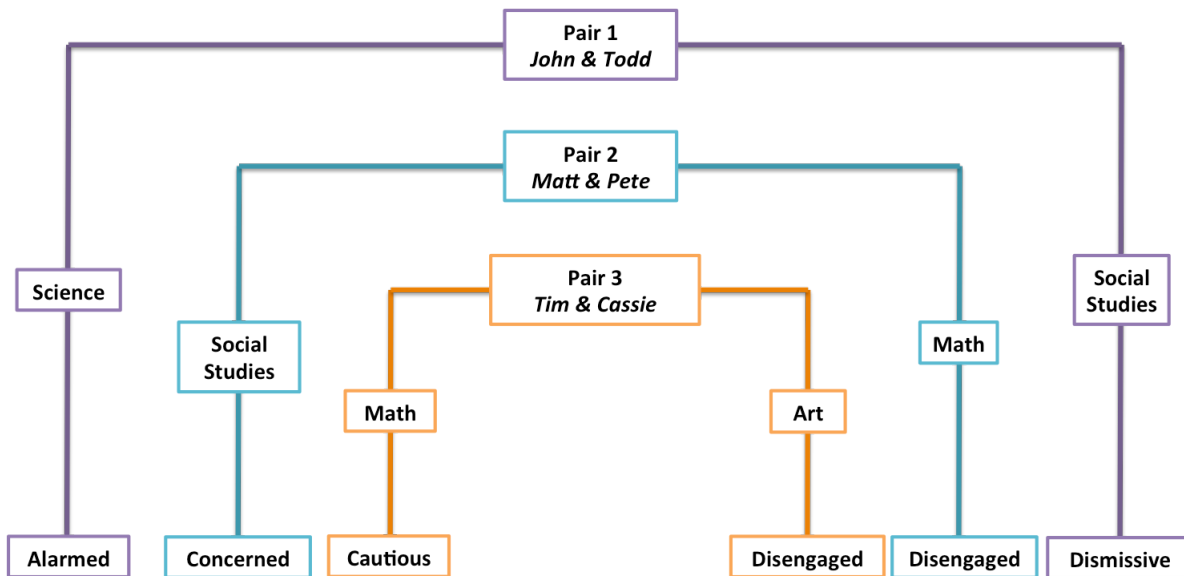 Pair 1
John & Todd
Pair 2
Matt & Pete
Pair 3
Tim & Cassie
Science
Social
Studies
Social
Studies
Math
Math
Art
Alarmed
Concerned
Cautious
Disengaged
Disengaged
Dismissive